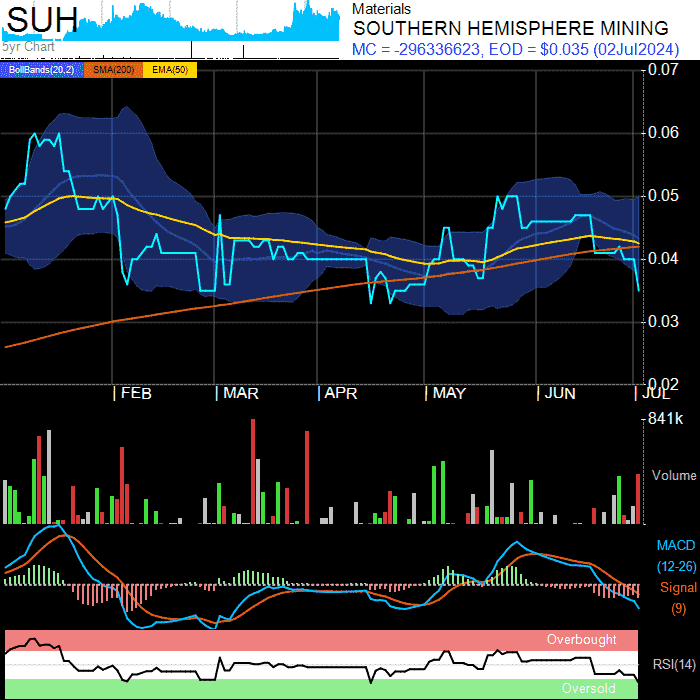 SUH
5yr Chart
Materials
SOUTHERN HEMISPHERE MINING
MC = -296336623, EOD = $0.035 (02Jul2024)
BollBands(20,2) SMA(200) EMA(50)
0.07
0.06
0.05
0.04
0.03
0.02
FEB MAR APR MAY JUN JUL
841k
Volume
MACD
(12-26)
Signal
(9)
Overbought
RSI(14)
Oversold